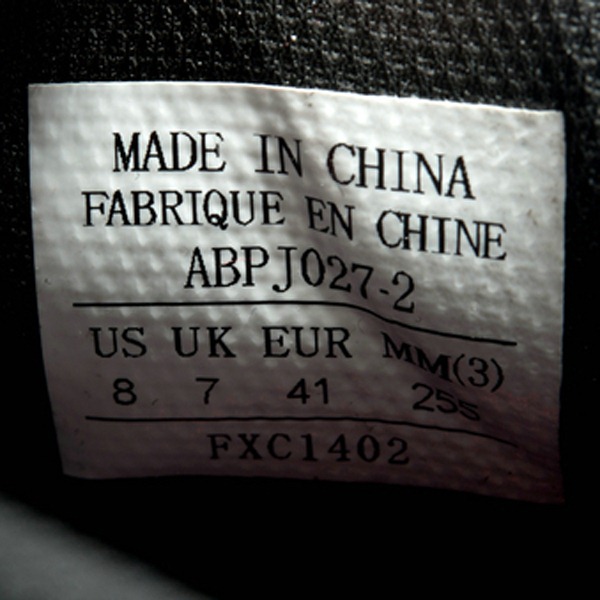 MADE IN CHINA
FABRIQUE EN CHINE
ABPJ027-2
US UK EUR MM(3)
8 7 41 255
FXC1402